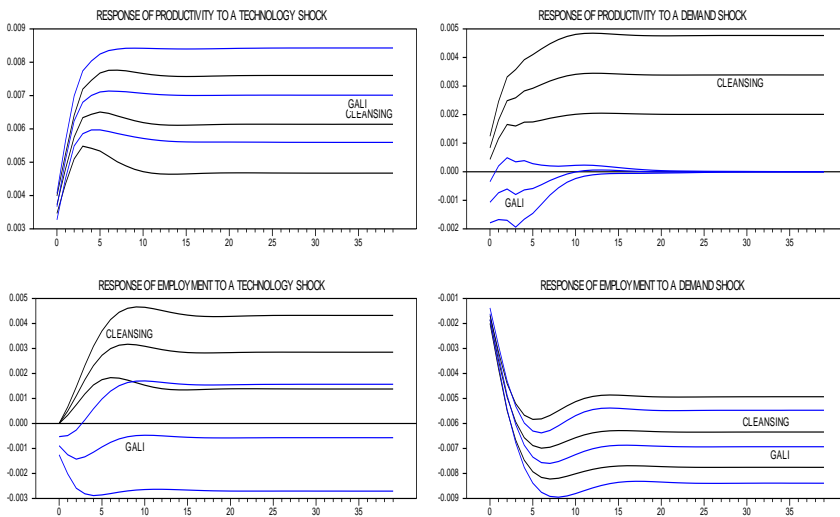 RESPONSE OF PRODUCTIVITY TO A TECHNOLOGY SHOCK
0.009
0.008
0.007
0.006
0.005
0.004
0.003
GALI
CLEANSING
0 5 10 15 20 25 30 35
RESPONSE OF PRODUCTIVITY TO A DEMAND SHOCK
0.005
0.004
0.003
0.002
0.001
0.000
-0.001
-0.002
CLEANSING
GALI
0 5 10 15 20 25 30 35
RESPONSE OF EMPLOYMENT TO A TECHNOLOGY SHOCK
0.005
0.004
0.003
0.002
0.001
0.000
-0.001
-0.002
-0.003
CLEANSING
GALI
0 5 10 15 20 25 30 35
RESPONSE OF EMPLOYMENT TO A DEMAND SHOCK
-0.001
-0.002
-0.003
-0.004
-0.005
-0.006
-0.007
-0.008
-0.009
CLEANSING
GALI
0 5 10 15 20 25 30 35